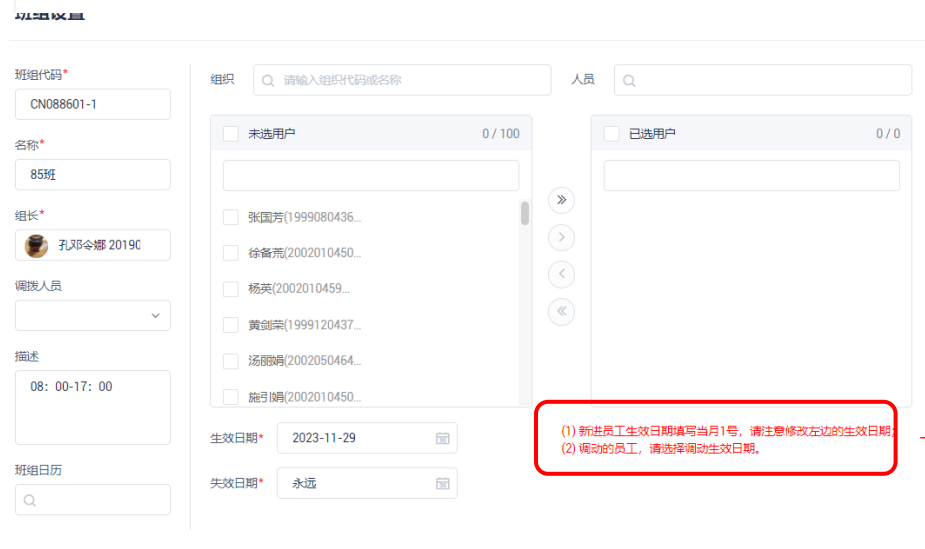 班组设置
班组代码*
CN088601-1
名称*
85班
组长*
孔邓令娜 2019C
调拨人员
描述
08: 00-17: 00
班组日历
组织
请输入组织代码或名称
人员
未选用户
0 / 100
张国芳(1999080436...
徐备荒(2002010450...
杨英(2002010459...
黄剑荣(1999120437...
汤丽娟(2002050464...
施引娟(2002010450...
已选用户
0 / 0
生效日期*
2023-11-29
失效日期*
永远
(1) 新进员工生效日期填写当月1号，请注意修改左边的生效日期;
(2) 调动的员工，请选择调动生效日期。